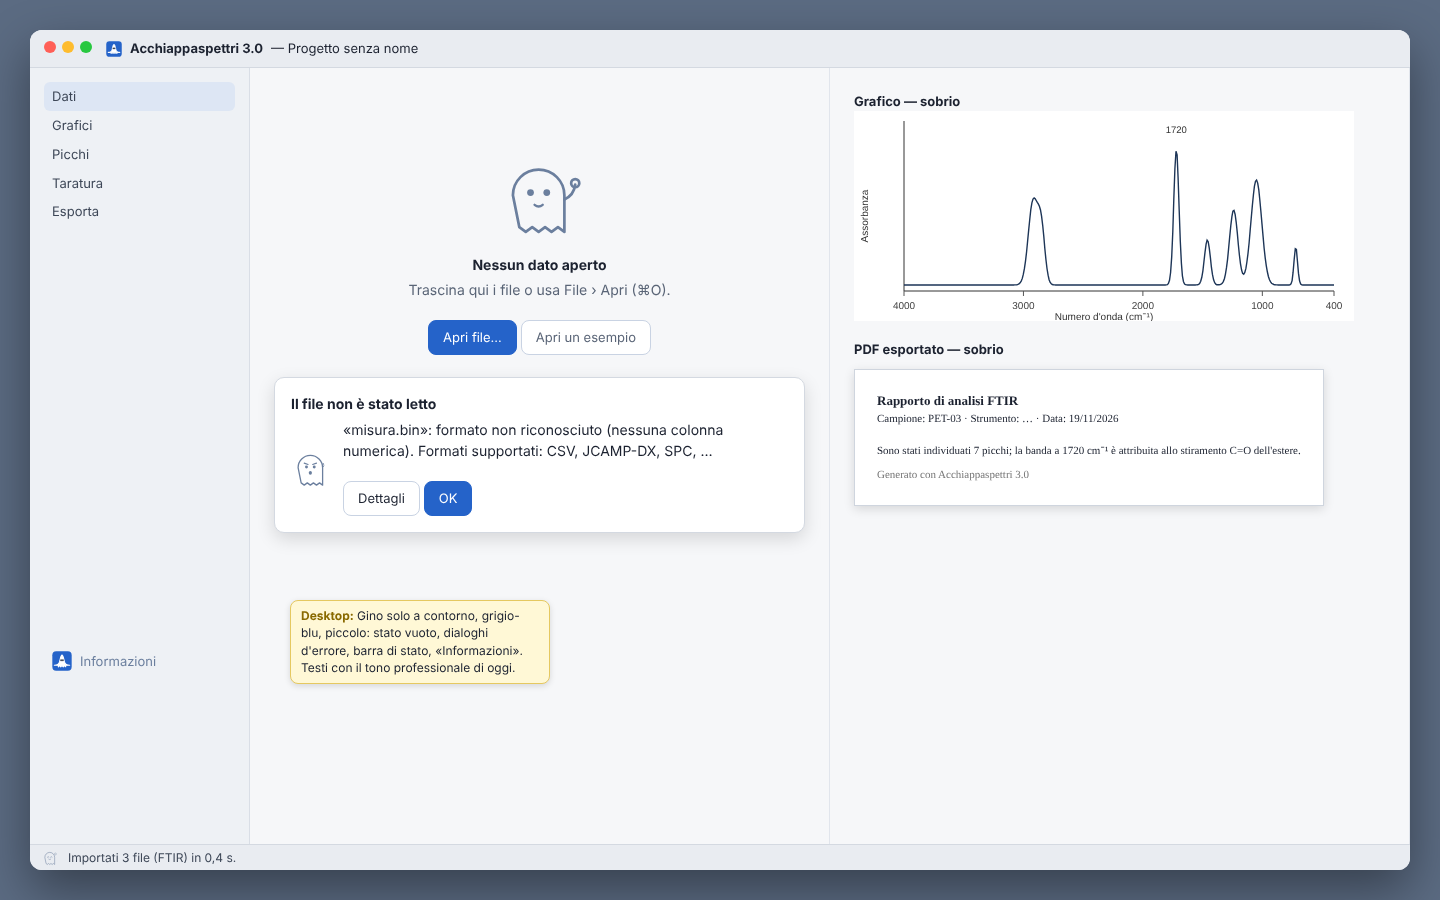 Acchiappaspettri 3.0 — Progetto senza nome
Dati
Grafici
Picchi
Taratura
Esporta
Informazioni
Nessun dato aperto
Trascina qui i file o usa File › Apri (⌘O).
Apri file…
Apri un esempio
Il file non è stato letto
«misura.bin»: formato non riconosciuto (nessuna colonna
numerica). Formati supportati: CSV, JCAMP-DX, SPC, …
Dettagli
OK
Desktop: Gino solo a contorno, grigio-
blu, piccolo: stato vuoto, dialoghi
d'errore, barra di stato, «Informazioni».
Testi con il tono professionale di oggi.
Grafico — sobrio
1720
Assorbanza
4000
3000
2000
1000
400
Numero d'onda (cm⁻¹)
PDF esportato — sobrio
Rapporto di analisi FTIR
Campione: PET-03 · Strumento: … · Data: 19/11/2026
Sono stati individuati 7 picchi; la banda a 1720 cm⁻¹ è attribuita allo stiramento C=O dell'estere.
Generato con Acchiappaspettri 3.0
Importati 3 file (FTIR) in 0,4 s.